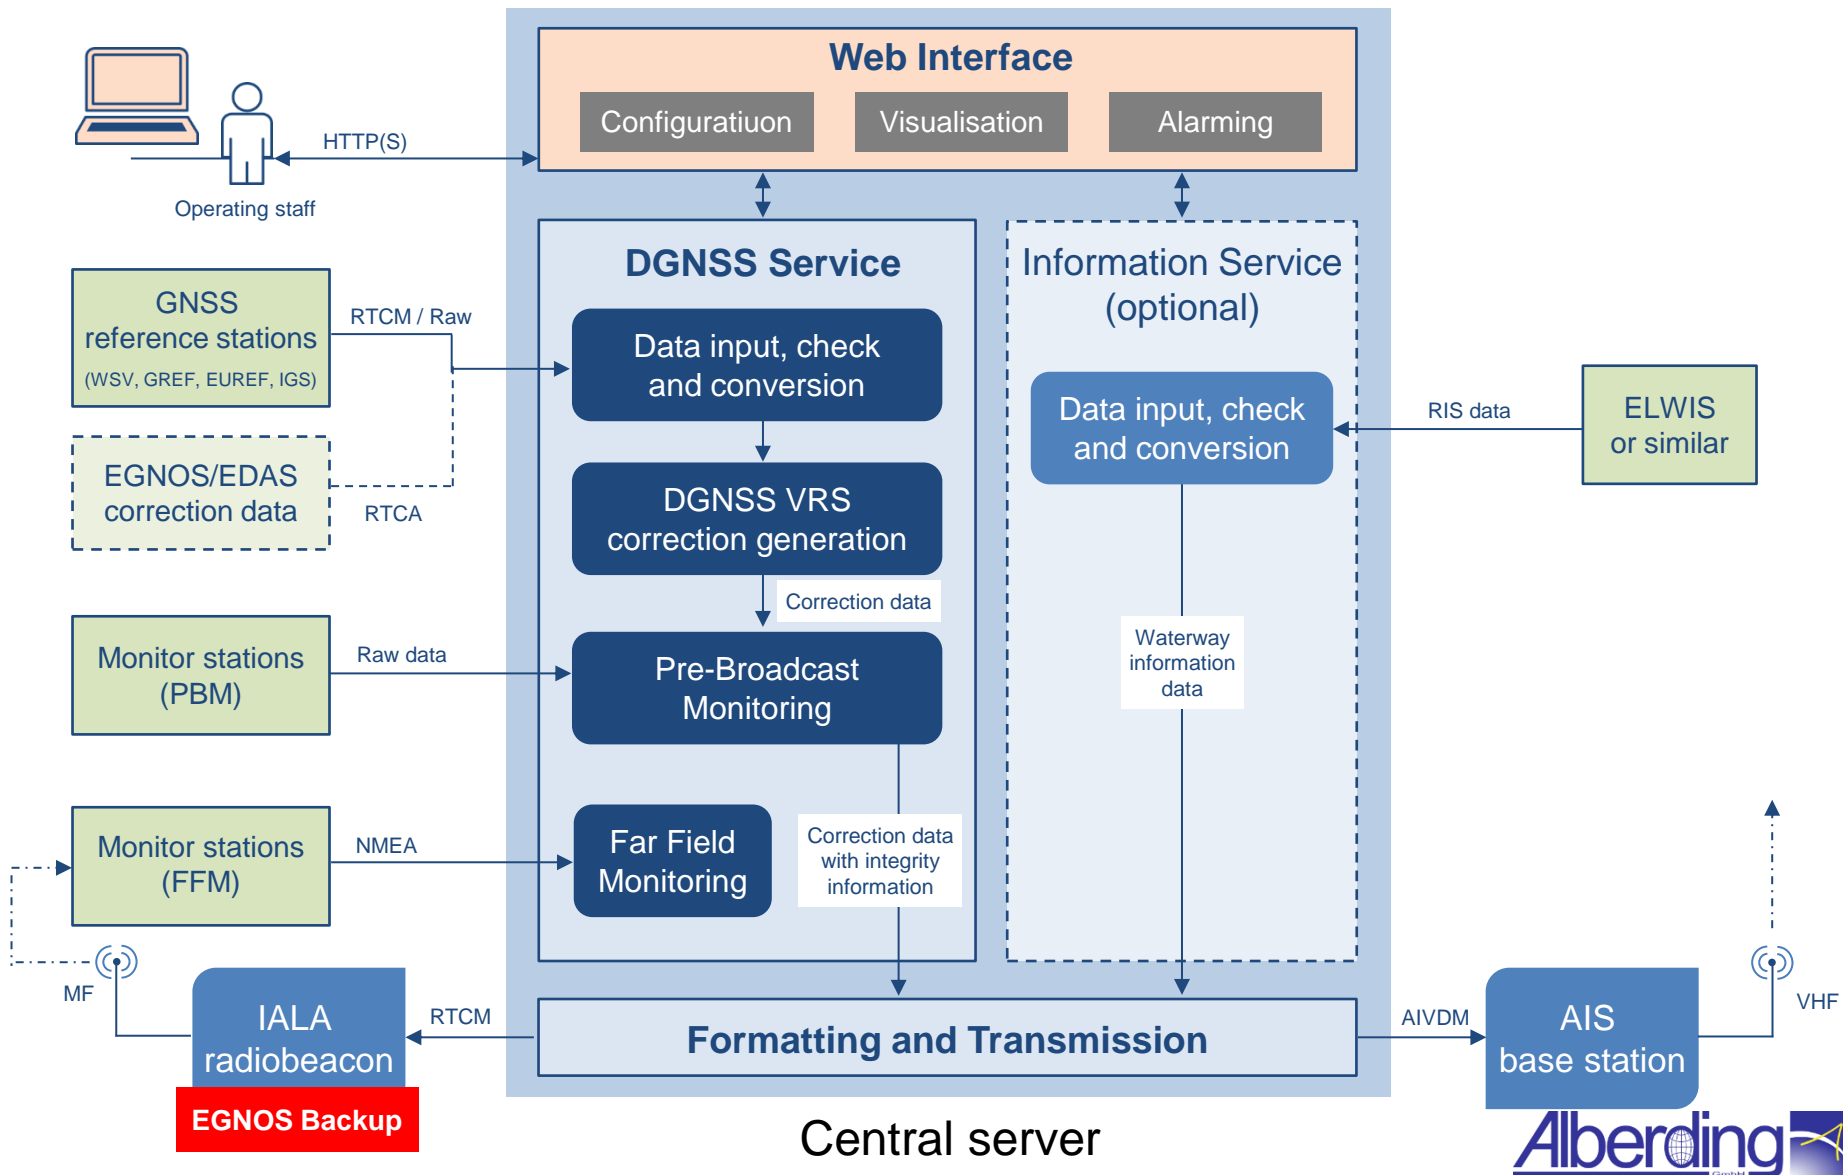 Web Interface
Configuratiuon
Visualisation
Alarming
HTTP(S)
Operating staff
DGNSS Service
Information Service
(optional)
GNSS
reference stations
(WSV, GREF, EUREF, IGS)
RTCM / Raw
Data input, check
and conversion
Data input, check
and conversion
RIS data
ELWIS
or similar
EGNOS/EDAS
correction data
RTCA
DGNSS VRS
correction generation
Correction data
Monitor stations
(PBM)
Raw data
Pre-Broadcast
Monitoring
Waterway
information
data
Monitor stations
(FFM)
NMEA
Far Field
Monitoring
Correction data
with integrity
information
MF
IALA
radiobeacon
RTCM
Formatting and Transmission
AIVDM
AIS
base station
VHF
EGNOS Backup
Central server
Alberding
GmbH